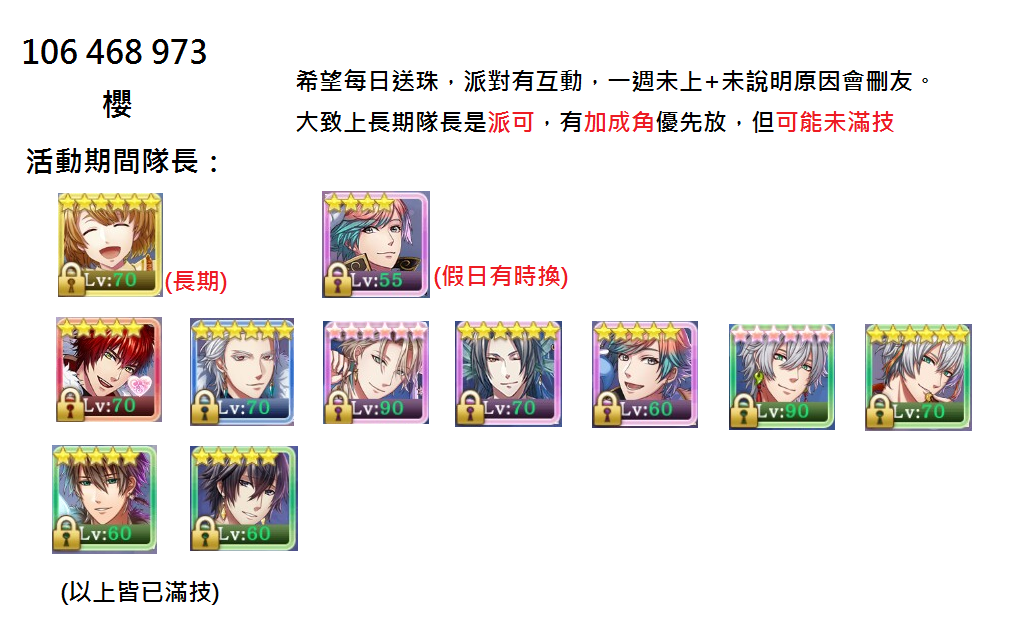 106 468 973
櫻
希望每日送珠，派對有互動，一週未上+未說明原因會刪友。
大致上長期隊長是派可，有加成角優先放，但可能未滿技
活動期間隊長：
Lv:70
(長期)
Lv:55
(假日有時換)
Lv:70
Lv:70
Lv:90
Lv:70
Lv:60
Lv:90
Lv:70
Lv:60
Lv:60
(以上皆已滿技)